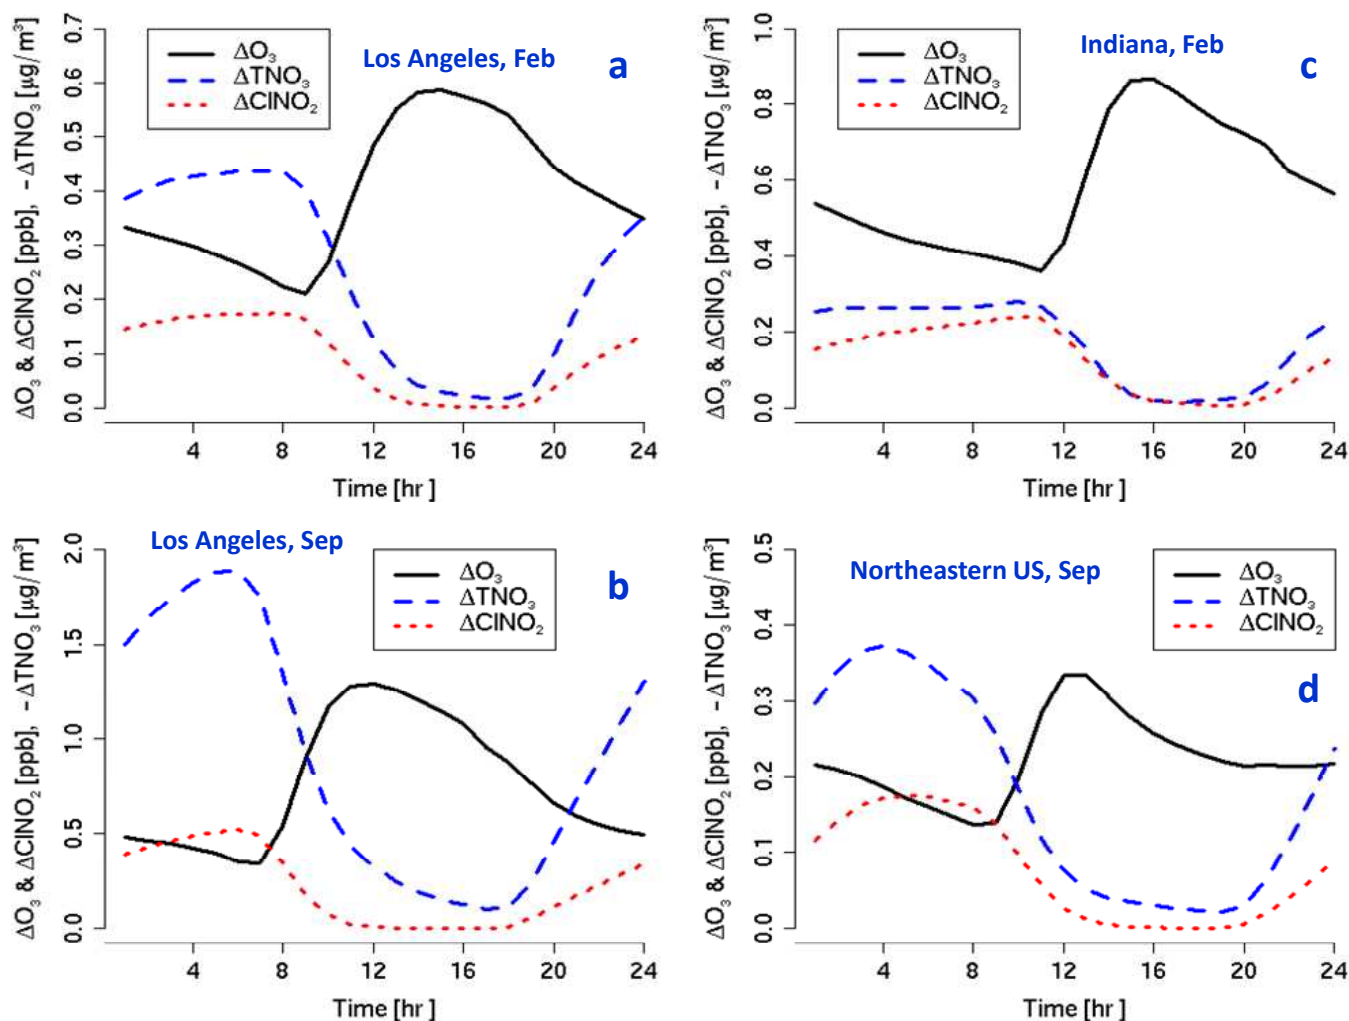 ΔO₃ & ΔClNO₂ [ppb], - ΔTNO₃ [μg/m³]
0.7
0.6
0.5
0.4
0.3
0.2
0.1
0.0
ΔO₃
ΔTNO₃
ΔClNO₂
Los Angeles, Feb
a
4 8 12 16 20 24
Time [hr ]
ΔO₃ & ΔClNO₂ [ppb], - ΔTNO₃ [μg/m³]
1.0
0.8
0.6
0.4
0.2
0.0
ΔO₃
ΔTNO₃
ΔClNO₂
Indiana, Feb
c
4 8 12 16 20 24
Time [hr ]
ΔO₃ & ΔClNO₂ [ppb], - ΔTNO₃ [μg/m³]
2.0
1.5
1.0
0.5
0.0
Los Angeles, Sep
ΔO₃
ΔTNO₃
ΔClNO₂
b
4 8 12 16 20 24
Time [hr ]
ΔO₃ & ΔClNO₂ [ppb], - ΔTNO₃ [μg/m³]
0.5
0.4
0.3
0.2
0.1
0.0
Northeastern US, Sep
ΔO₃
ΔTNO₃
ΔClNO₂
d
4 8 12 16 20 24
Time [hr ]